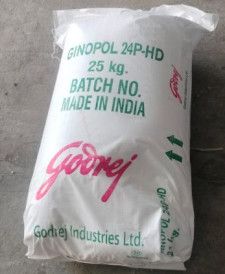 GINOPOL 24P-HD
25 kg.
BATCH NO.
MADE IN INDIA
Godrej
Godrej Industries Ltd.